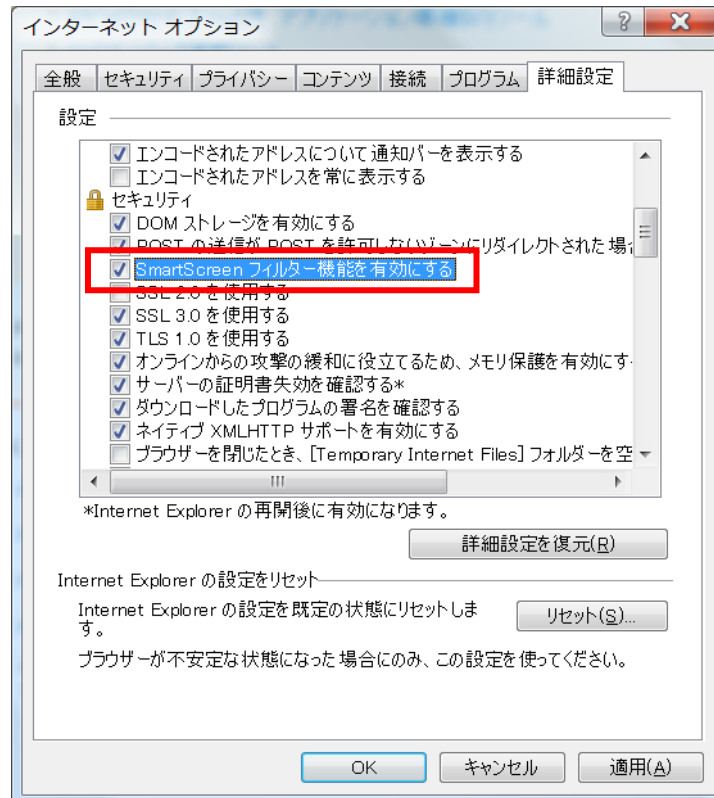 インターネット オプション
全般 セキュリティ プライバシー コンテンツ 接続 プログラム 詳細設定
設定
エンコードされたアドレスについて通知バーを表示する
エンコードされたアドレスを常に表示する
セキュリティ
DOM ストレージを有効にする
POST の送信が POST を許可しないゾーンにリダイレクトされた場
SmartScreen フィルター機能を有効にする
SSL 2.0 を使用する
SSL 3.0 を使用する
TLS 1.0 を使用する
オンラインからの攻撃の緩和に役立てるため、メモリ保護を有効にす
サーバーの証明書失効を確認する*
ダウンロードしたプログラムの署名を確認する
ネイティブ XMLHTTP サポートを有効にする
ブラウザーを閉じたとき、[Temporary Internet Files] フォルダーを空
*Internet Explorer の再開後に有効になります。
詳細設定を復元(R)
Internet Explorer の設定をリセット
Internet Explorer の設定を既定の状態にリセットしま
す。
リセット(S)...
ブラウザーが不安定な状態になった場合にのみ、この設定を使ってください。
OK キャンセル 適用(A)